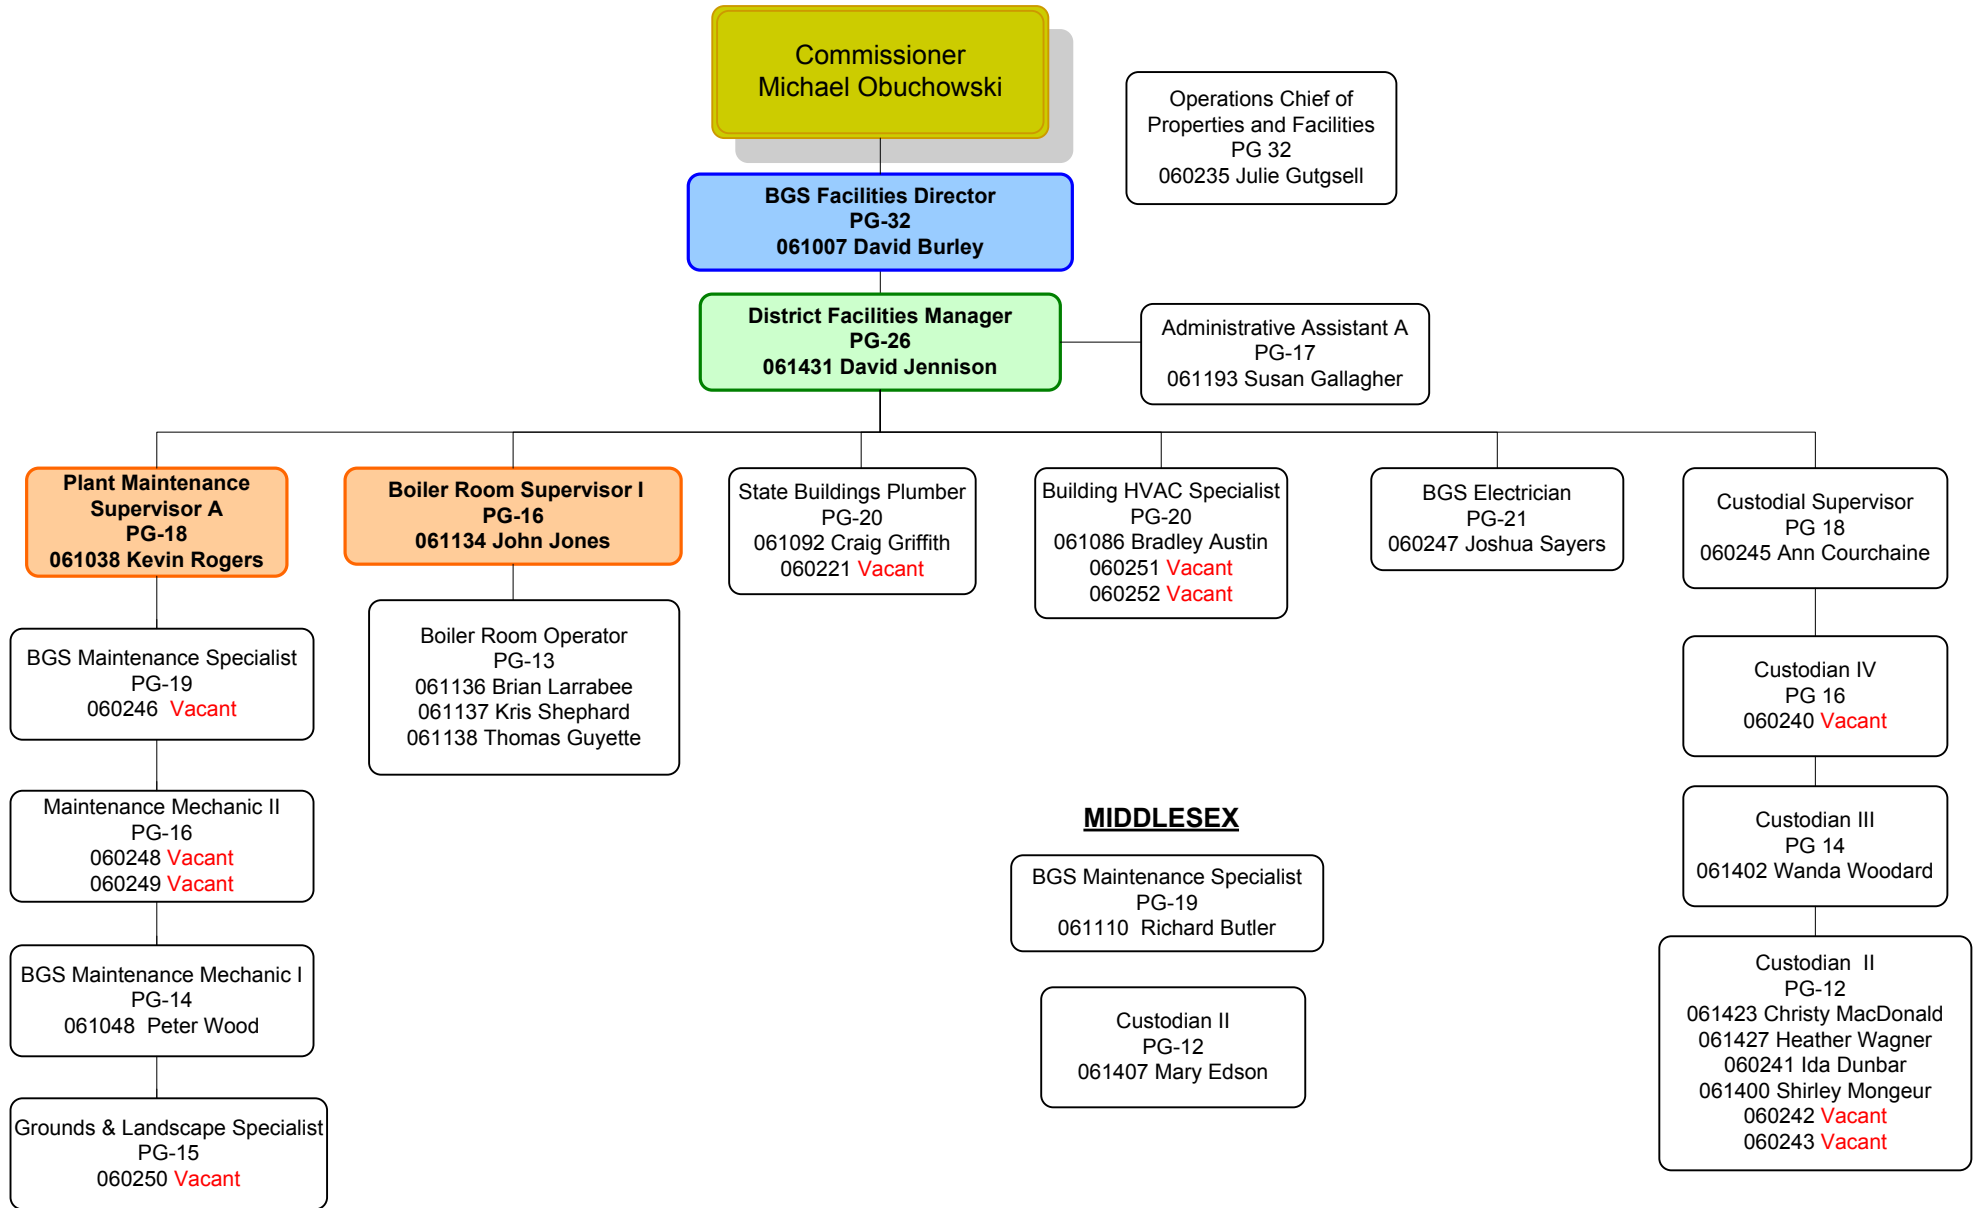 Commissioner
Michael Obuchowski
Operations Chief of
Properties and Facilities
PG 32
060235 Julie Gutgsell
BGS Facilities Director
PG-32
061007 David Burley
District Facilities Manager
PG-26
061431 David Jennison
Administrative Assistant A
PG-17
061193 Susan Gallagher
Plant Maintenance
Supervisor A
PG-18
061038 Kevin Rogers
Boiler Room Supervisor I
PG-16
061134 John Jones
State Buildings Plumber
PG-20
061092 Craig Griffith
060221 Vacant
Building HVAC Specialist
PG-20
061086 Bradley Austin
060251 Vacant
060252 Vacant
BGS Electrician
PG-21
060247 Joshua Sayers
Custodial Supervisor
PG 18
060245 Ann Courchaine
BGS Maintenance Specialist
PG-19
060246  Vacant
Boiler Room Operator
PG-13
061136 Brian Larrabee
061137 Kris Shephard
061138 Thomas Guyette
Custodian IV
PG 16
060240 Vacant
Maintenance Mechanic II
PG-16
060248 Vacant
060249 Vacant
MIDDLESEX
BGS Maintenance Specialist
PG-19
061110  Richard Butler
Custodian III
PG 14
061402 Wanda Woodard
BGS Maintenance Mechanic I
PG-14
061048  Peter Wood
Custodian II
PG-12
061407 Mary Edson
Custodian  II
PG-12
061423 Christy MacDonald
061427 Heather Wagner
060241 Ida Dunbar
061400 Shirley Mongeur
060242 Vacant
060243 Vacant
Grounds & Landscape Specialist
PG-15
060250 Vacant